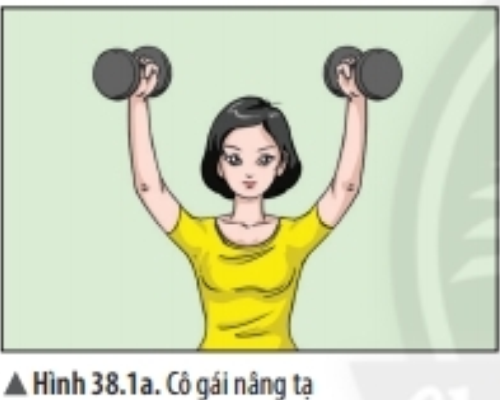 ▲ Hình 38.1a. Cô gái nâng tạ